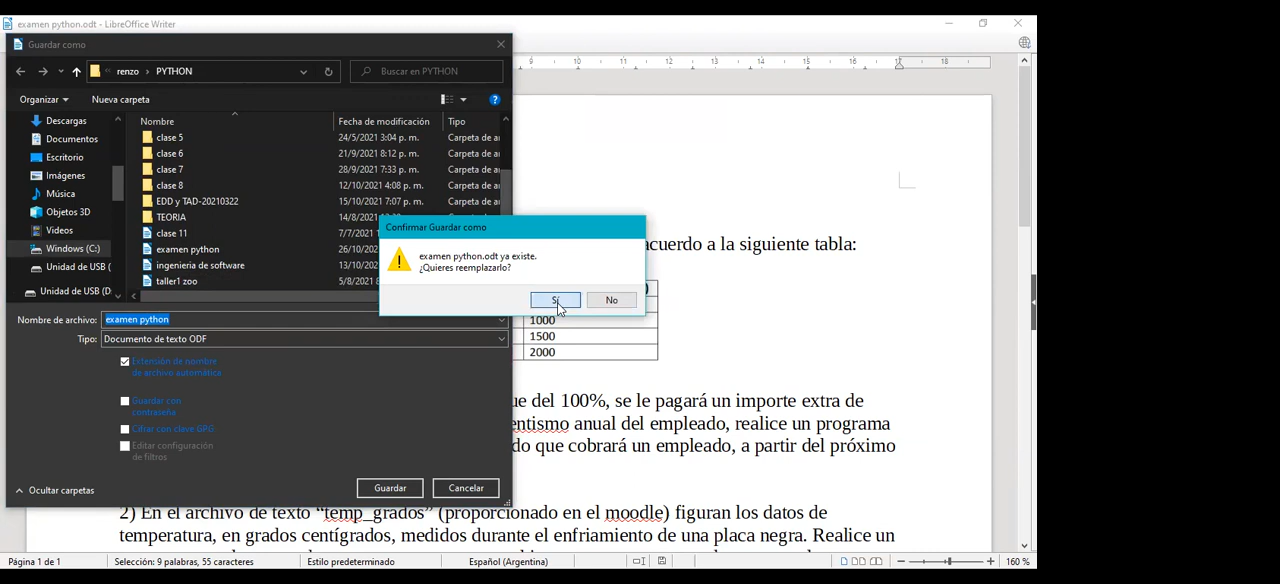 examen python.odt - LibreOffice Writer
Guardar como
renzo › PYTHON
Buscar en PYTHON
Organizar
Nueva carpeta
Descargas
Documentos
Escritorio
Imágenes
Música
Objetos 3D
Videos
Windows (C:)
Unidad de USB (
Unidad de USB (D:
Nombre
Fecha de modificación
Tipo
clase 5 24/5/2021 3:04 p. m. Carpeta de ar
clase 6 21/9/2021 8:12 p. m. Carpeta de ar
clase 7 28/9/2021 7:33 p. m. Carpeta de ar
clase 8 12/10/2021 4:08 p. m. Carpeta de ar
EDD y TAD-20210322 15/10/2021 7:07 p. m. Carpeta de ar
TEORIA 14/8/2021
clase 11 7/7/
examen python 26/10/
ingenieria de software 13/10/
taller1 zoo 5/8/2021
Nombre de archivo: examen python
Tipo: Documento de texto ODF
Extensión de nombre
de archivo automática
Guardar con
contraseña
Cifrar con clave GPG
Editar configuración
de filtros
Ocultar carpetas
Guardar
Cancelar
Confirmar Guardar como
examen python.odt ya existe.
¿Quieres reemplazarlo?
Sí
No
9 10 11 12 13 14 15 16 17 18
acuerdo a la siguiente tabla:
1000
1500
2000
ue del 100%, se le pagará un importe extra de
entismo anual del empleado, realice un programa
do que cobrará un empleado, a partir del próximo
2) En el archivo de texto “temp_grados” (proporcionado en el moodle) figuran los datos de
temperatura, en grados centígrados, medidos durante el enfriamiento de una placa negra. Realice un
Página 1 de 1
Selección: 9 palabras, 55 caracteres
Estilo predeterminado
Español (Argentina)
160 %